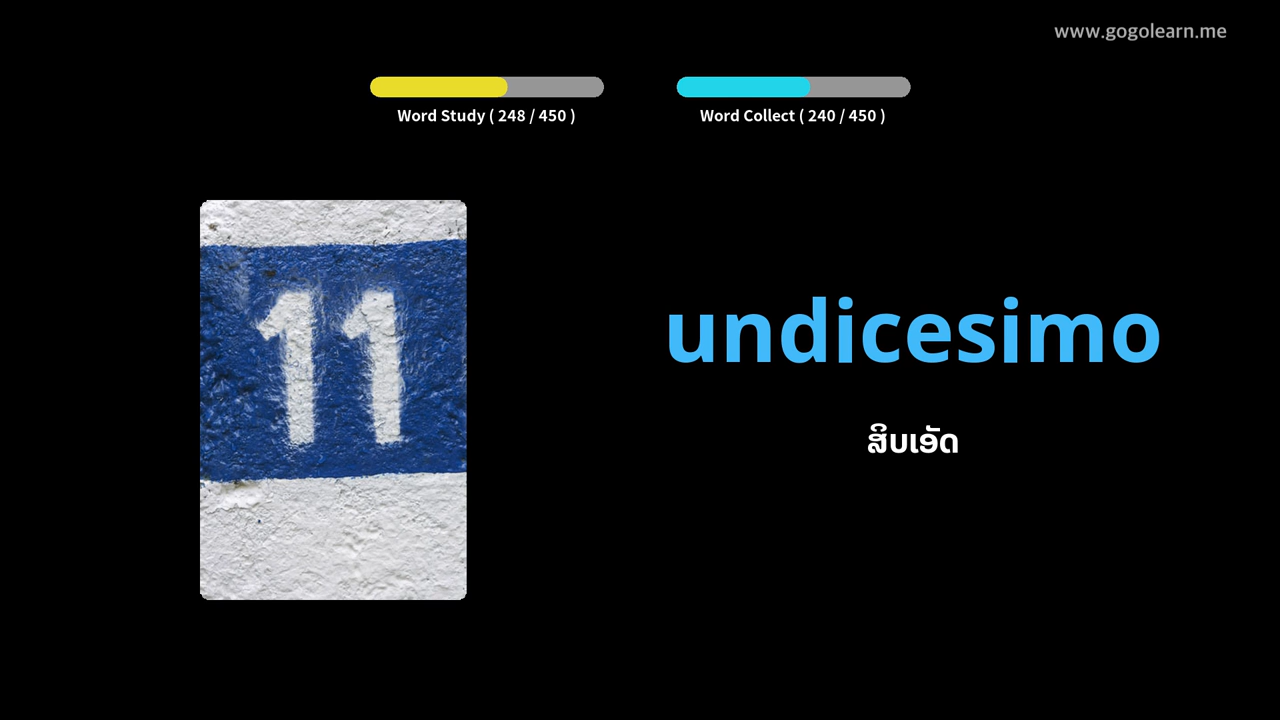 www.gogolearn.me
Word Study ( 248 / 450 )
Word Collect ( 240 / 450 )
11
undicesimo
ສິບເອັດ